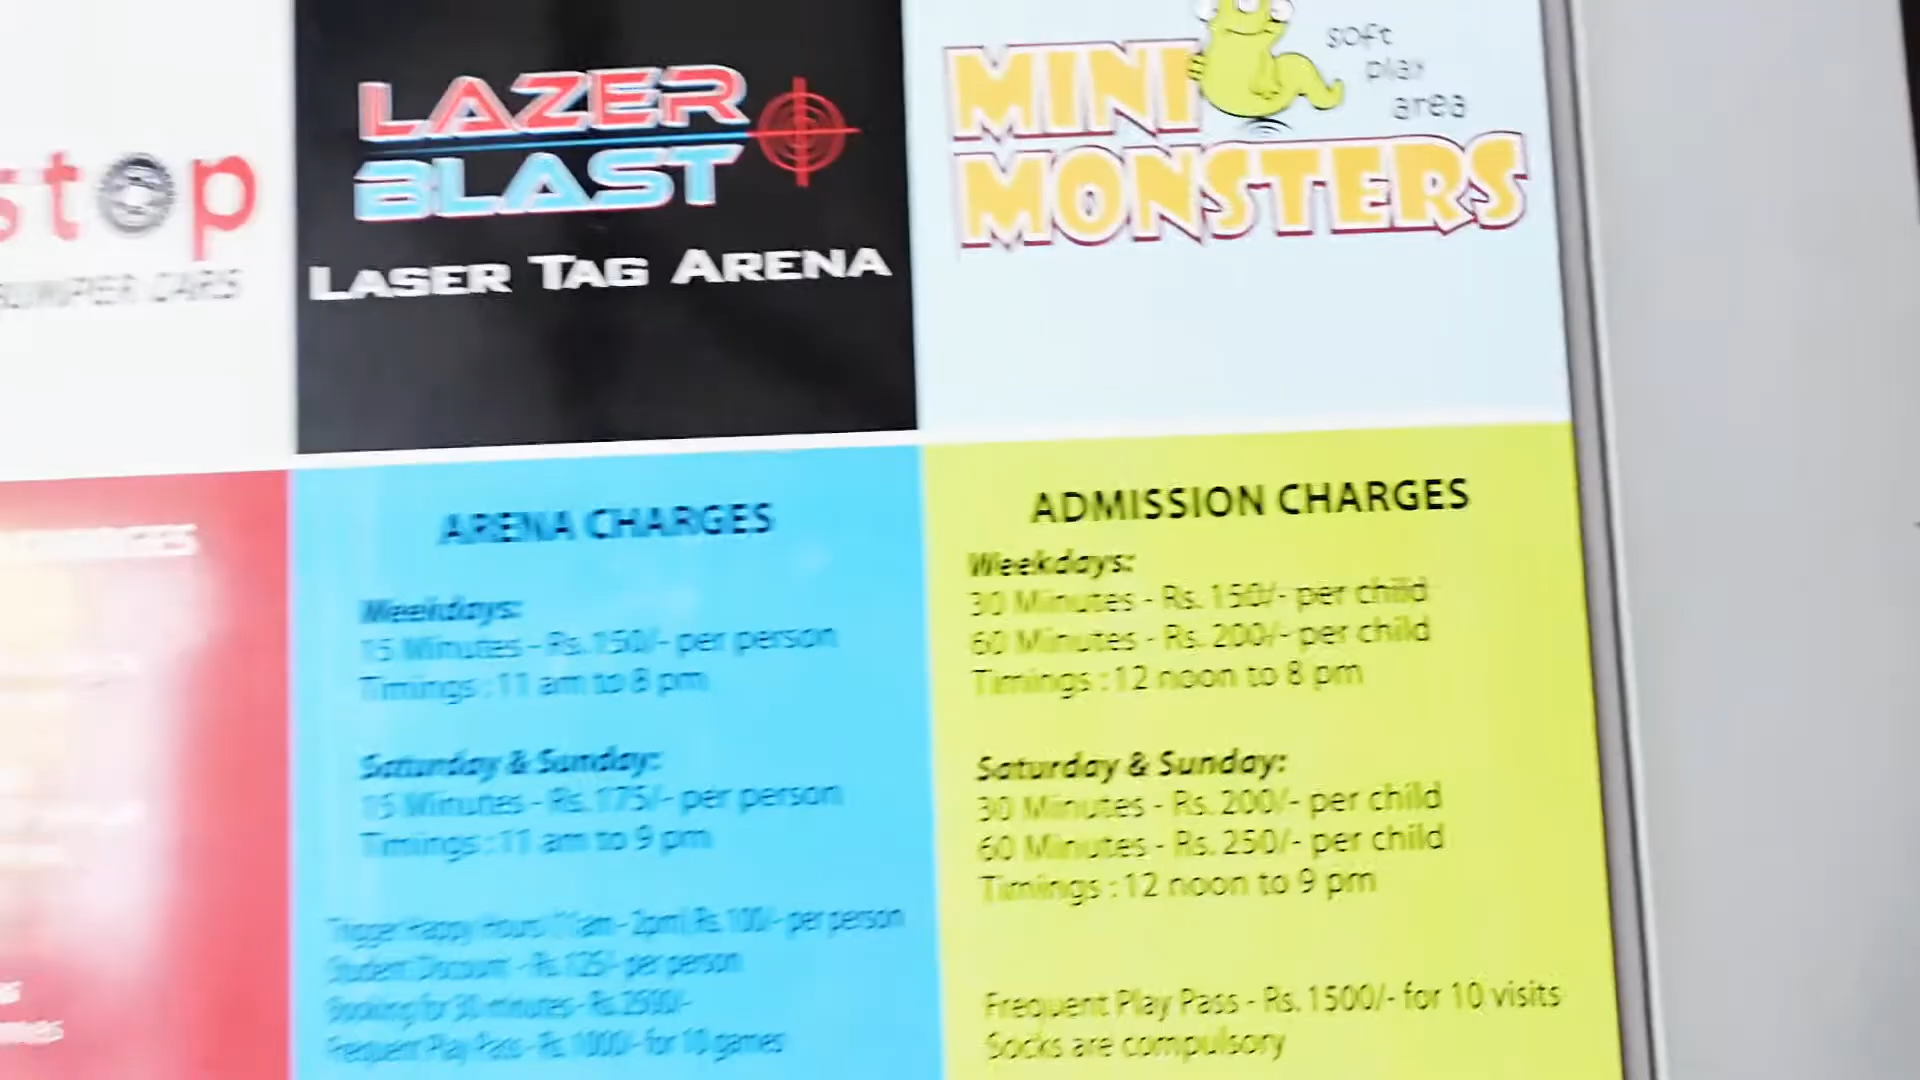 stop
BUMPER CARS
LAZER
BLAST
LASER TAG ARENA
MINI
MONSTERS
soft
play
area
ARENA CHARGES
Weekdays:
15 Minutes - Rs. 150/- per person
Timings : 11 am to 8 pm
Saturday & Sunday:
15 Minutes - Rs. 175/- per person
Timings : 11 am to 9 pm
Trigger Happy Hours (11am - 2pm) Rs. 100/- per person
Student Discount - Rs. 125/- per person
Booking for 30 minutes - Rs. 2500/-
Frequent Play Pass - Rs. 1000/- for 10 games
ADMISSION CHARGES
Weekdays:
30 Minutes - Rs. 150/- per child
60 Minutes - Rs. 200/- per child
Timings : 12 noon to 8 pm
Saturday & Sunday:
30 Minutes - Rs. 200/- per child
60 Minutes - Rs. 250/- per child
Timings : 12 noon to 9 pm
Frequent Play Pass - Rs. 1500/- for 10 visits
Socks are compulsory